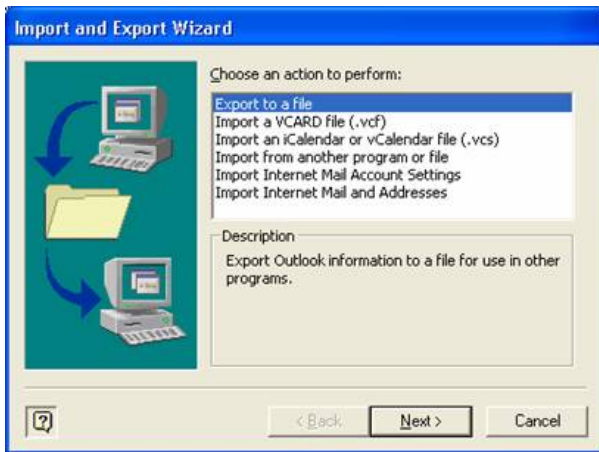 Import and Export Wizard
Choose an action to perform:
Export to a file
Import a VCARD file (.vcf)
Import an iCalendar or vCalendar file (.vcs)
Import from another program or file
Import Internet Mail Account Settings
Import Internet Mail and Addresses
Description
Export Outlook information to a file for use in other
programs.
? < Back Next > Cancel